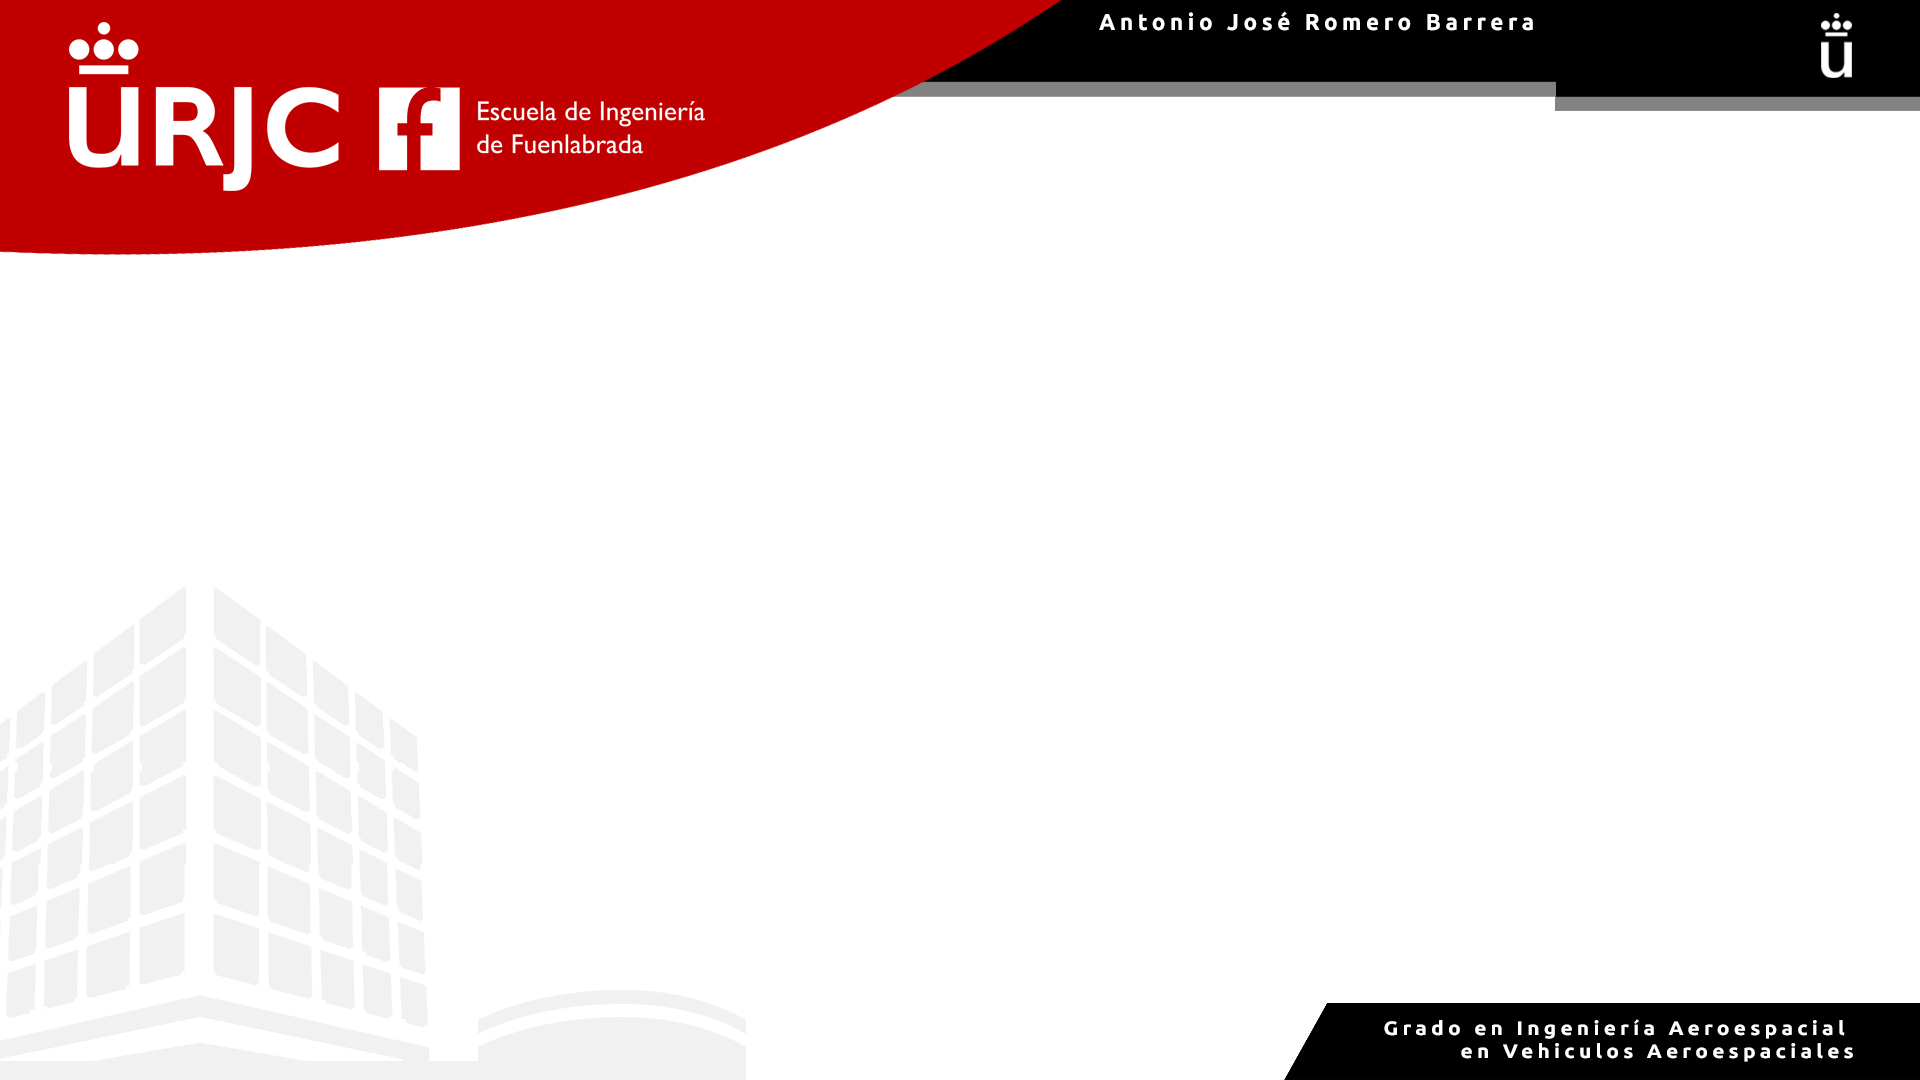 Antonio José Romero Barrera
u
URJC f Escuela de Ingeniería
de Fuenlabrada
Grado en Ingeniería Aeroespacial
en Vehiculos Aeroespaciales